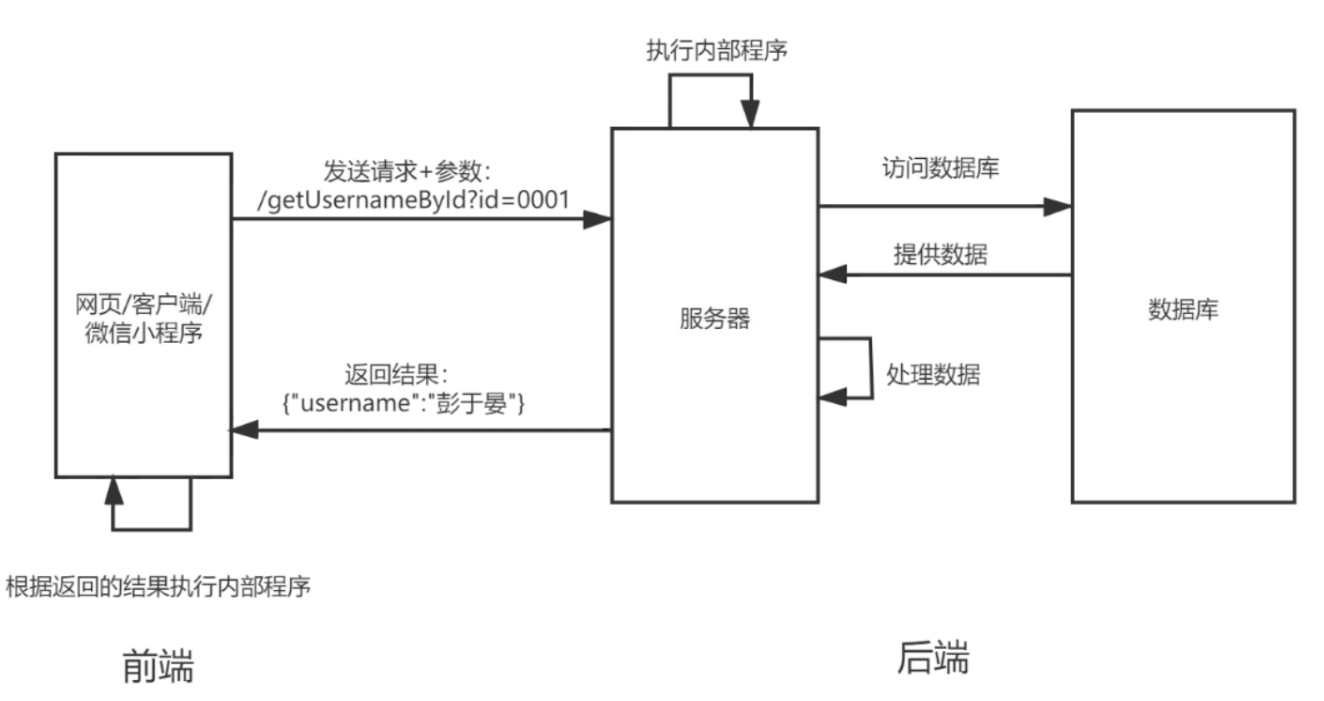 执行内部程序
发送请求+参数：
/getUsernameById?id=0001
访问数据库
提供数据
网页/客户端/
微信小程序
服务器
数据库
返回结果：
{"username":"彭于晏"}
处理数据
根据返回的结果执行内部程序
前端
后端